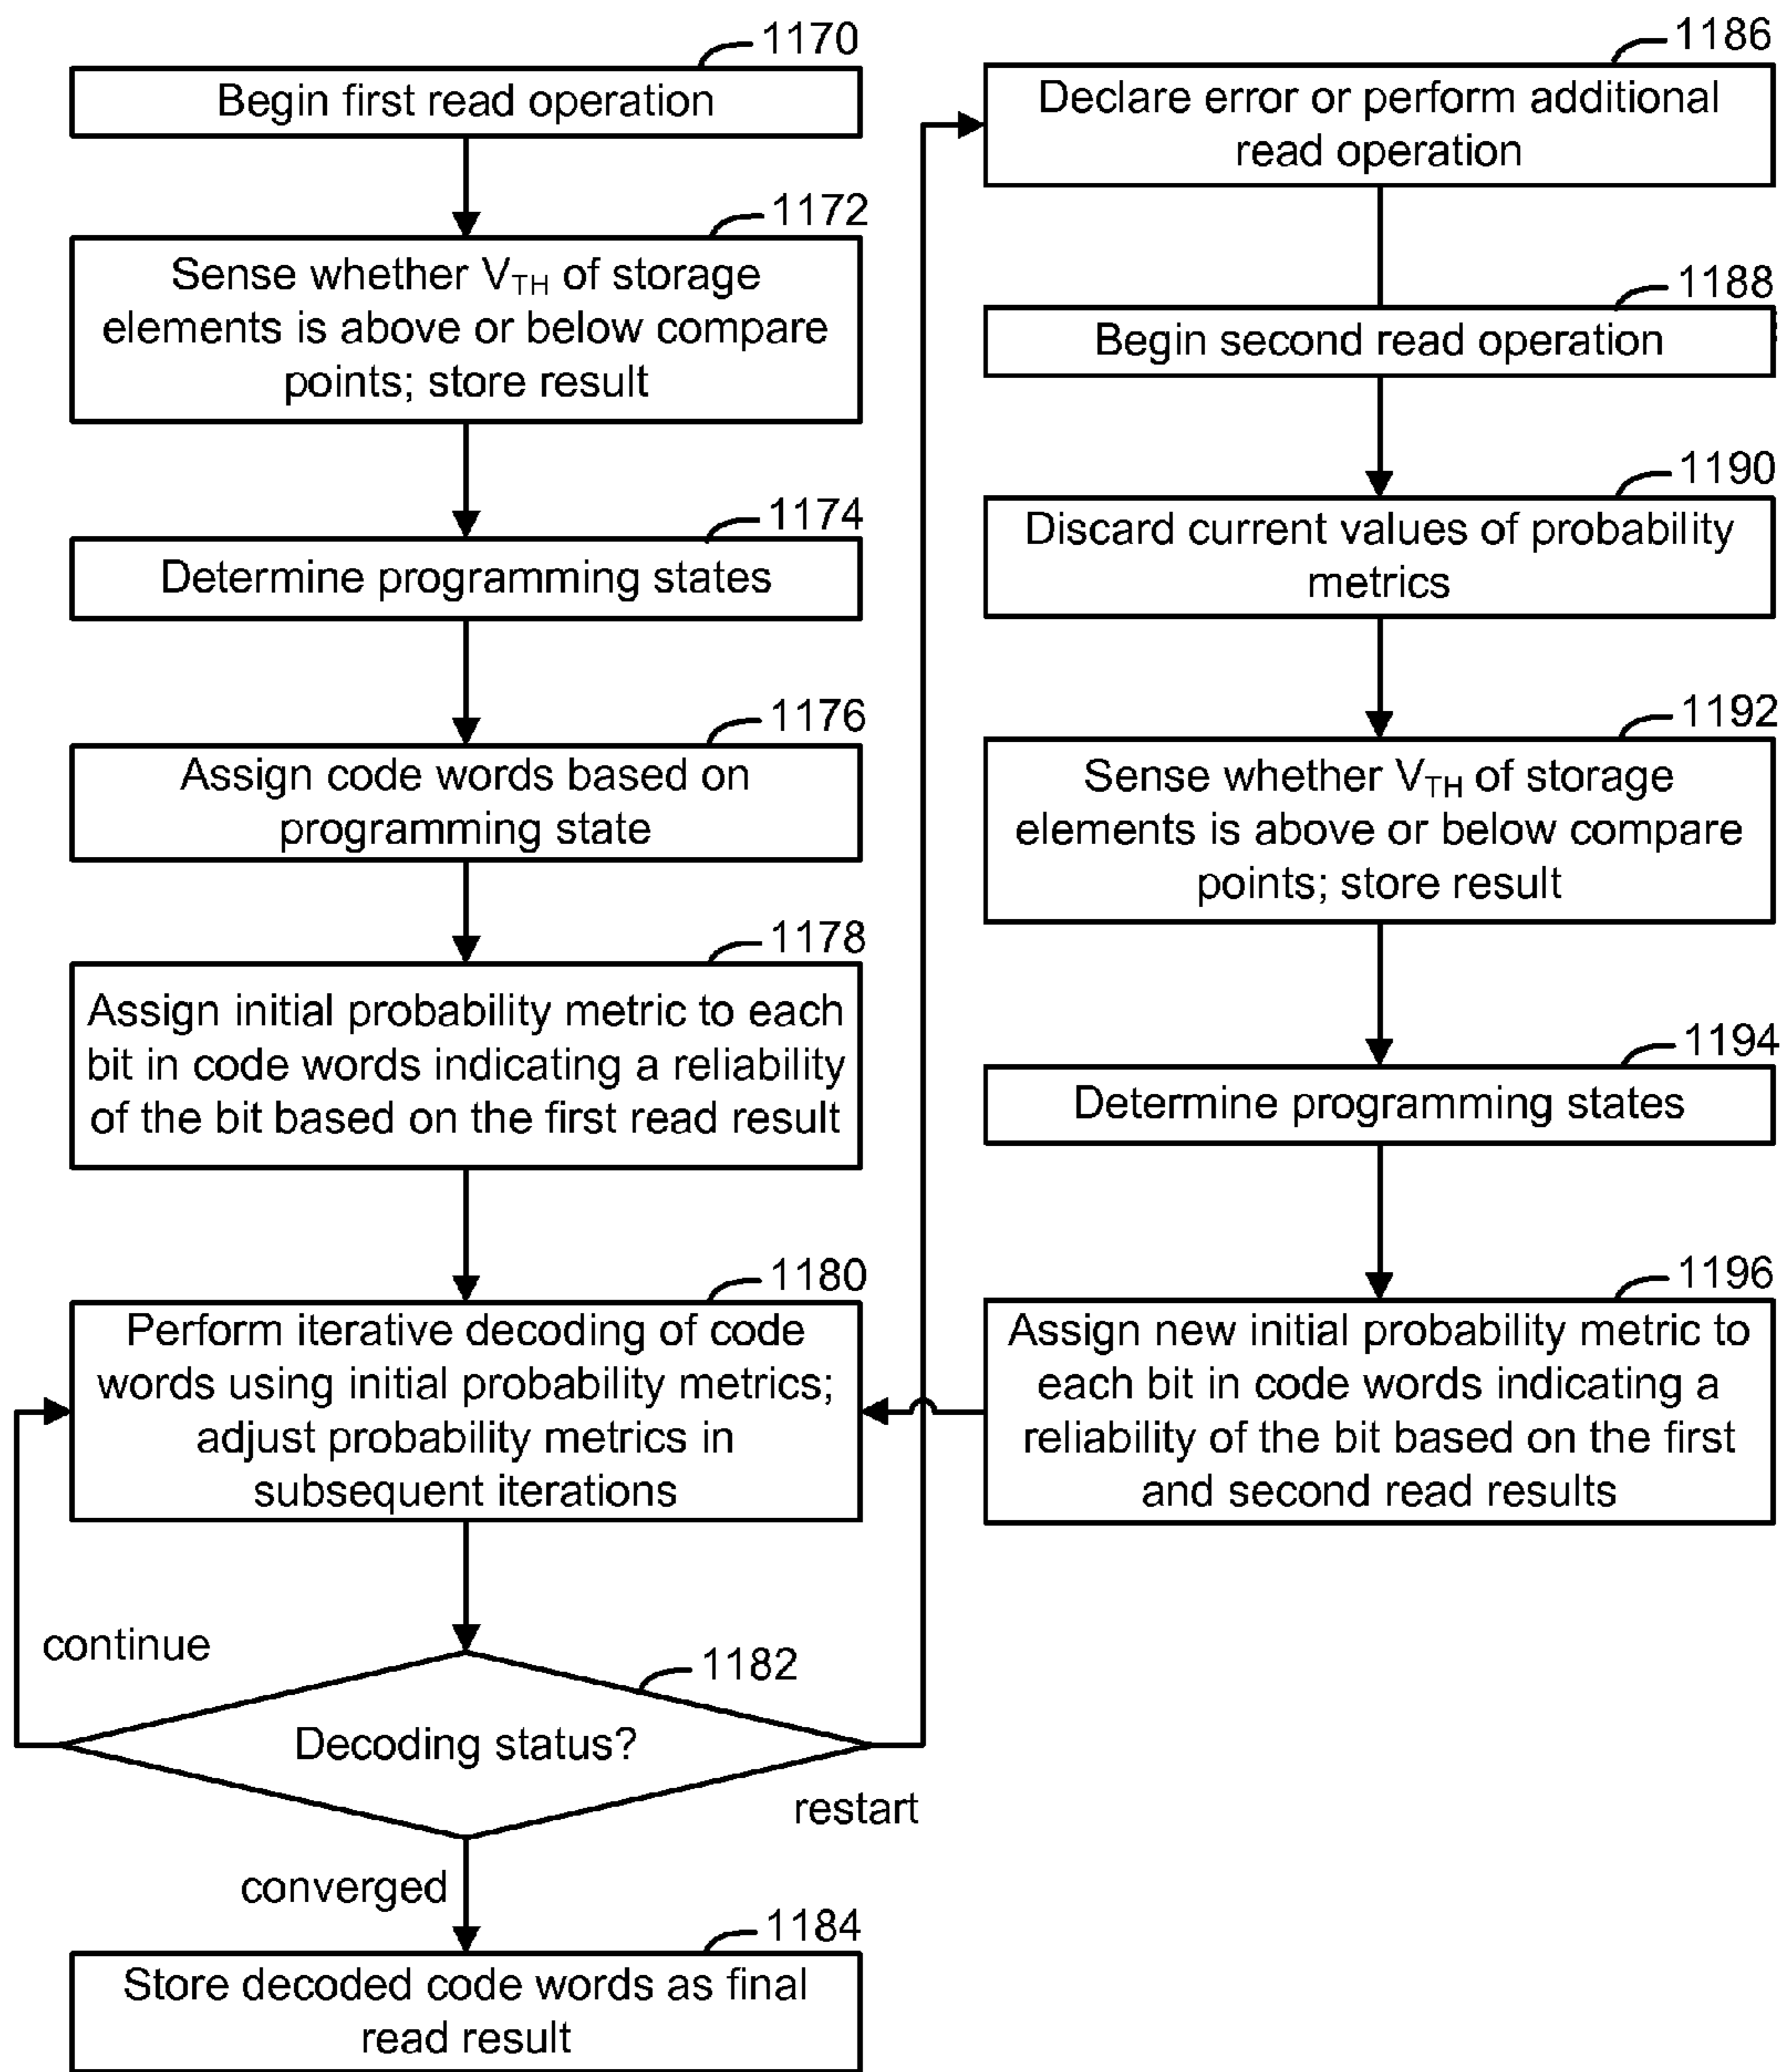 1170
Begin first read operation
1172
Sense whether VTH of storage
elements is above or below compare
points; store result
1174
Determine programming states
1176
Assign code words based on
programming state
1178
Assign initial probability metric to each
bit in code words indicating a reliability
of the bit based on the first read result
1180
Perform iterative decoding of code
words using initial probability metrics;
adjust probability metrics in
subsequent iterations
continue
1182
Decoding status?
restart
converged
1184
Store decoded code words as final
read result
1186
Declare error or perform additional
read operation
1188
Begin second read operation
1190
Discard current values of probability
metrics
1192
Sense whether VTH of storage
elements is above or below compare
points; store result
1194
Determine programming states
1196
Assign new initial probability metric to
each bit in code words indicating a
reliability of the bit based on the first
and second read results